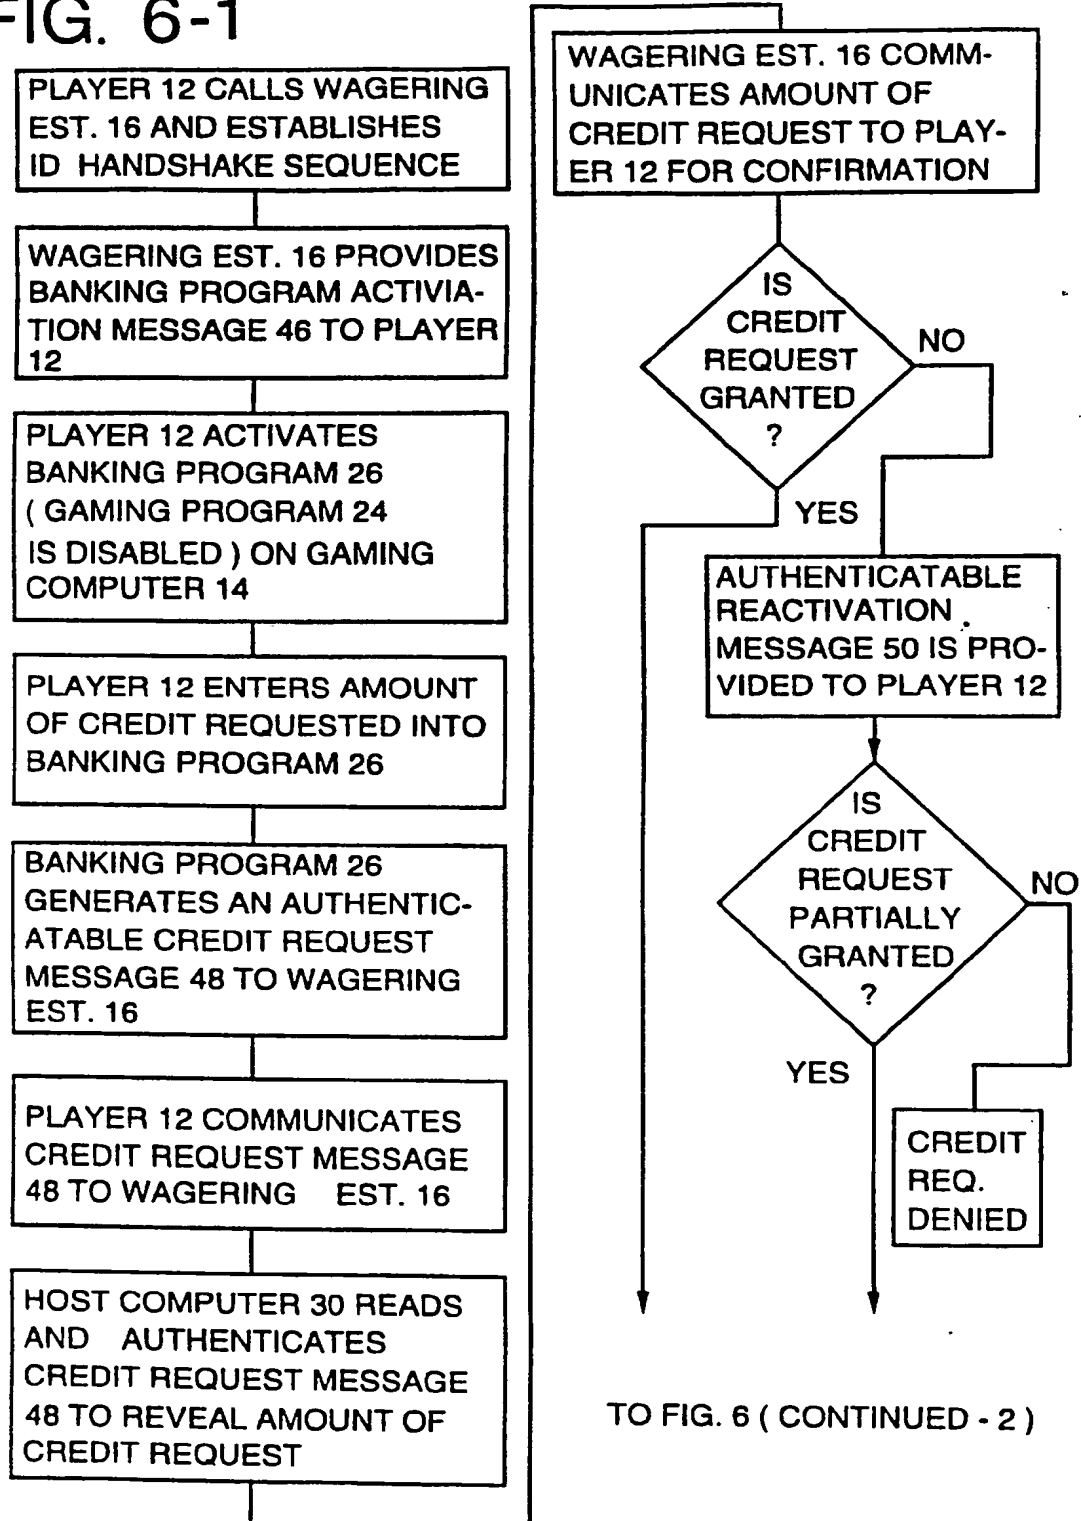 FIG. 6-1
PLAYER 12 CALLS WAGERING
EST. 16 AND ESTABLISHES
ID HANDSHAKE SEQUENCE
WAGERING EST. 16 PROVIDES
BANKING PROGRAM ACTIVIA-
TION MESSAGE 46 TO PLAYER
12
PLAYER 12 ACTIVATES
BANKING PROGRAM 26
( GAMING PROGRAM 24
IS DISABLED ) ON GAMING
COMPUTER 14
PLAYER 12 ENTERS AMOUNT
OF CREDIT REQUESTED INTO
BANKING PROGRAM 26
BANKING PROGRAM 26
GENERATES AN AUTHENTIC-
ATABLE CREDIT REQUEST
MESSAGE 48 TO WAGERING
EST. 16
PLAYER 12 COMMUNICATES
CREDIT REQUEST MESSAGE
48 TO WAGERING EST. 16
HOST COMPUTER 30 READS
AND AUTHENTICATES
CREDIT REQUEST MESSAGE
48 TO REVEAL AMOUNT OF
CREDIT REQUEST
WAGERING EST. 16 COMM-
UNICATES AMOUNT OF
CREDIT REQUEST TO PLAY-
ER 12 FOR CONFIRMATION
IS
CREDIT
REQUEST
GRANTED
?
NO
YES
AUTHENTICATABLE
REACTIVATION
MESSAGE 50 IS PRO-
VIDED TO PLAYER 12
IS
CREDIT
REQUEST
PARTIALLY
GRANTED
?
NO
YES
CREDIT
REQ.
DENIED
TO FIG. 6 ( CONTINUED - 2 )